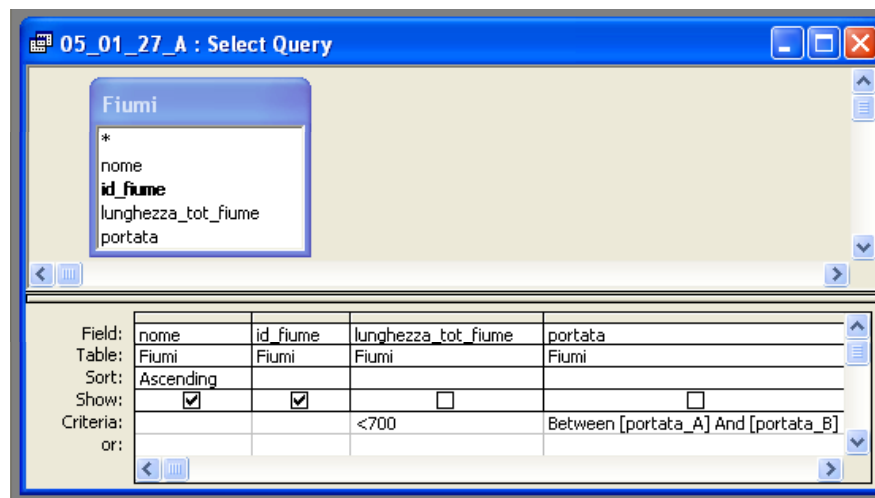 05_01_27_A : Select Query
Fiumi
*
nome
id_fiume
lunghezza_tot_fiume
portata
Field: nome id_fiume lunghezza_tot_fiume portata
Table: Fiumi Fiumi Fiumi Fiumi
Sort: Ascending
Show:
Criteria: <700 Between [portata_A] And [portata_B]
or: